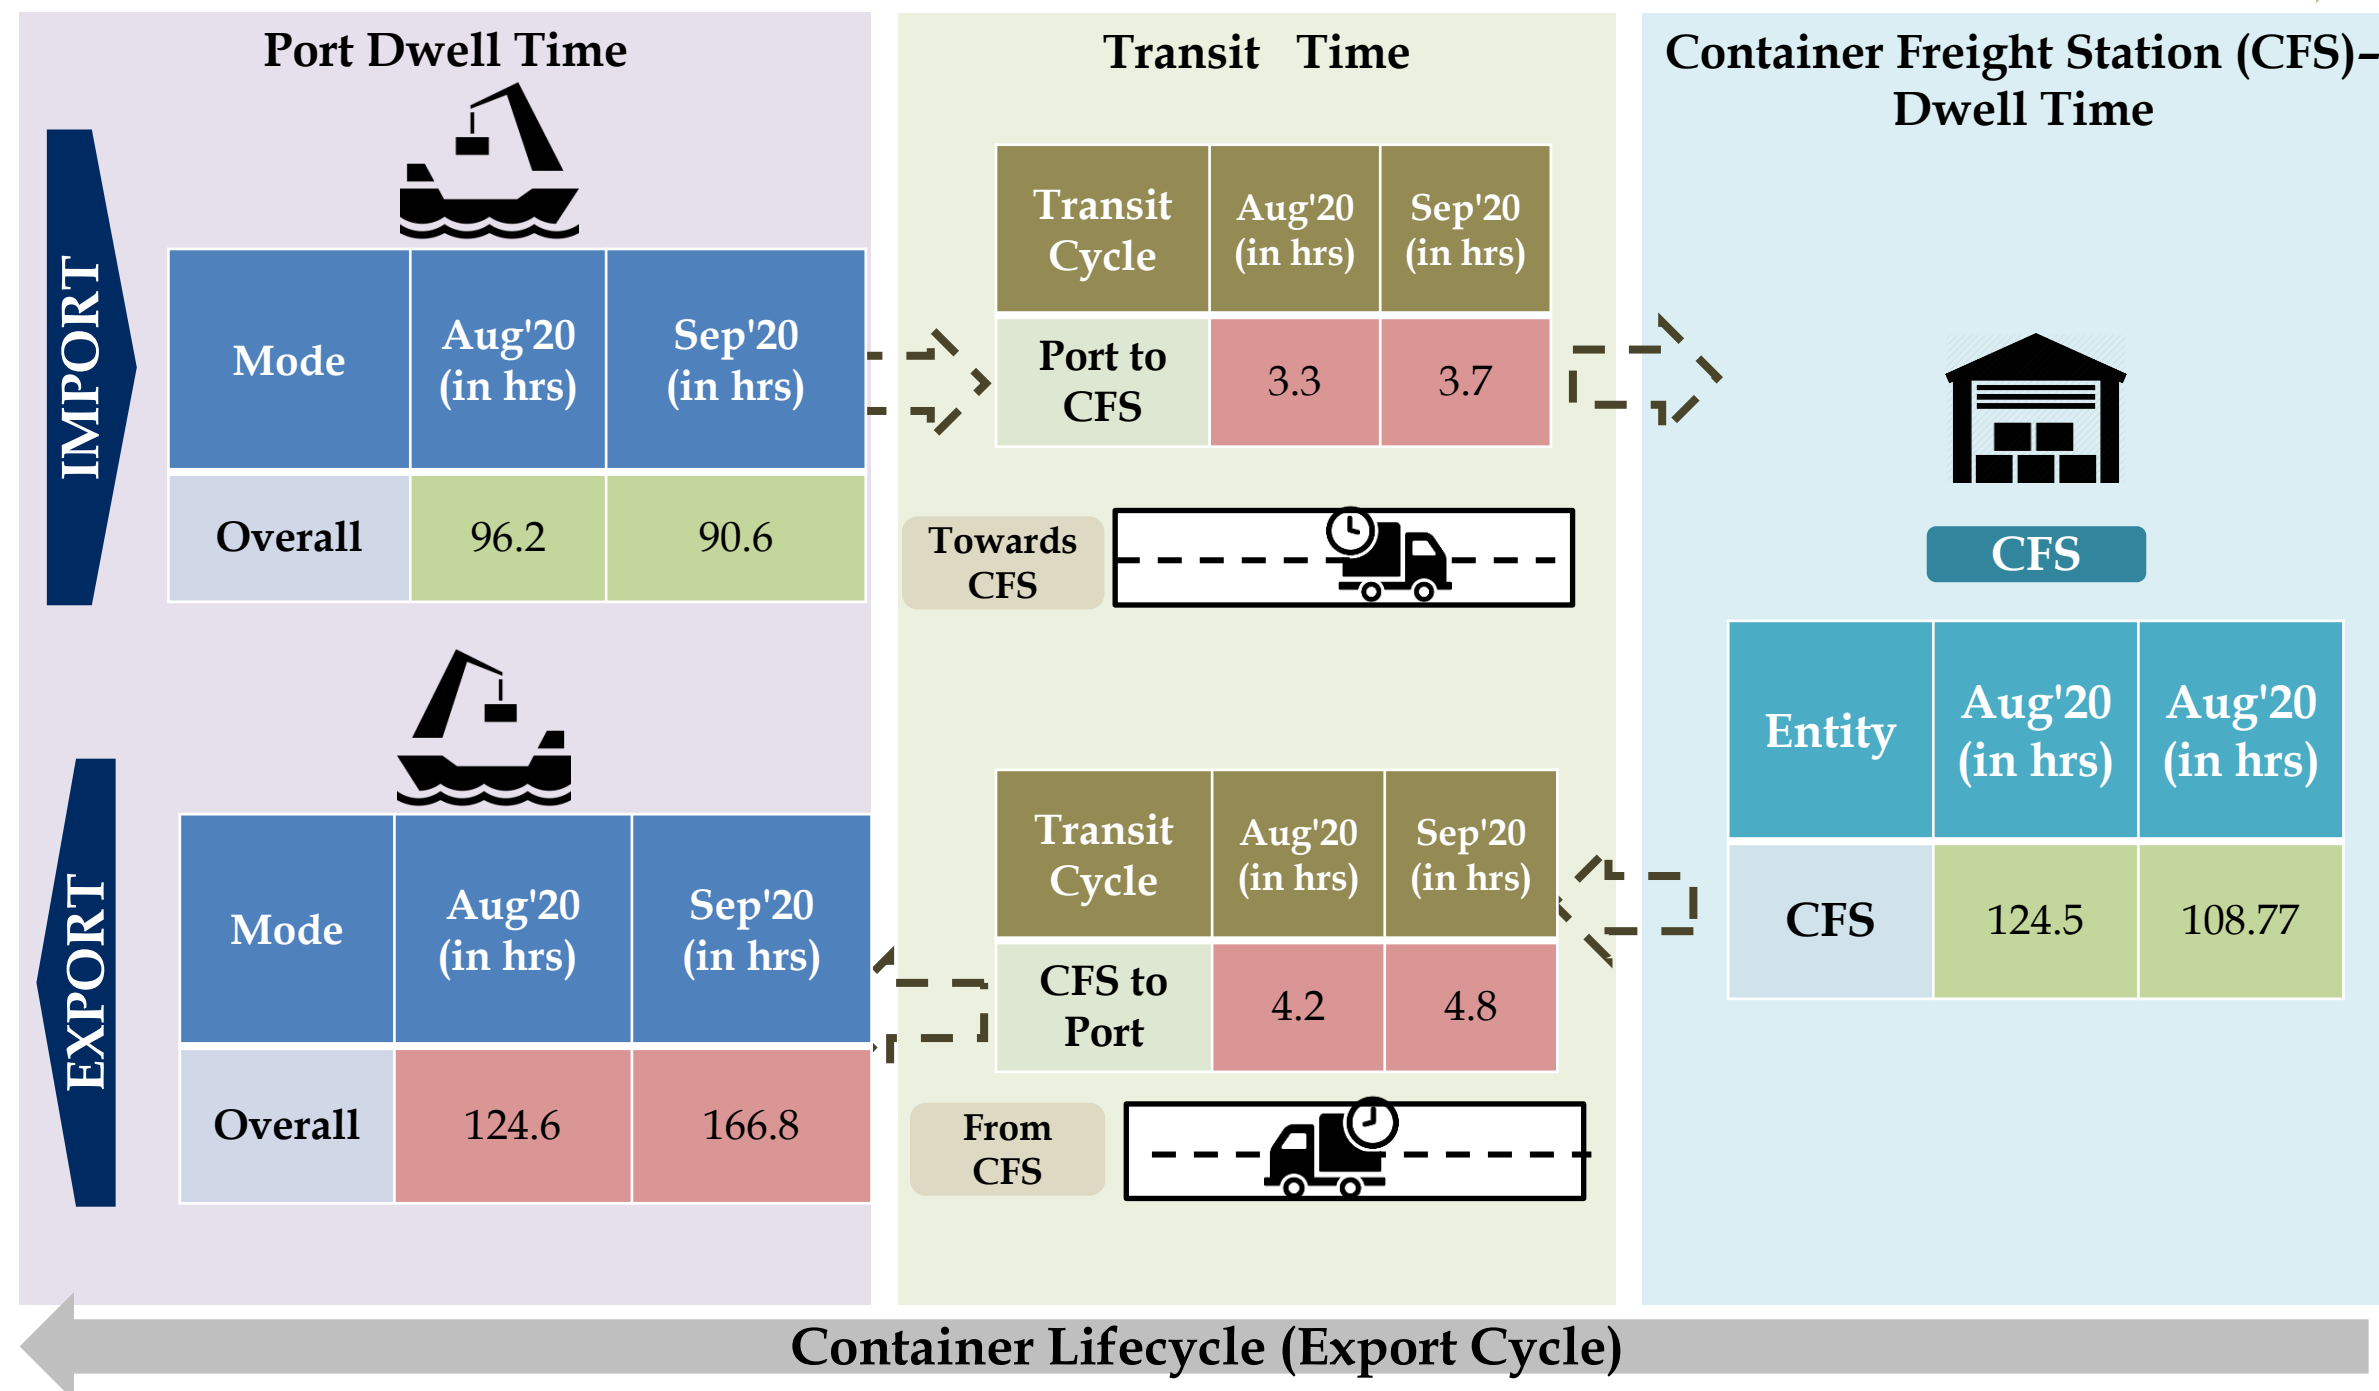 Port Dwell Time
IMPORT
Mode
Aug'20
(in hrs)
Sep'20
(in hrs)
Overall
96.2
90.6
EXPORT
Mode
Aug'20
(in hrs)
Sep'20
(in hrs)
Overall
124.6
166.8
Transit Time
Transit
Cycle
Aug'20
(in hrs)
Sep'20
(in hrs)
Port to
CFS
3.3
3.7
Towards
CFS
Transit
Cycle
Aug'20
(in hrs)
Sep'20
(in hrs)
CFS to
Port
4.2
4.8
From
CFS
Container Freight Station (CFS)–
Dwell Time
CFS
Entity
Aug'20
(in hrs)
Aug'20
(in hrs)
CFS
124.5
108.77
Container Lifecycle (Export Cycle)